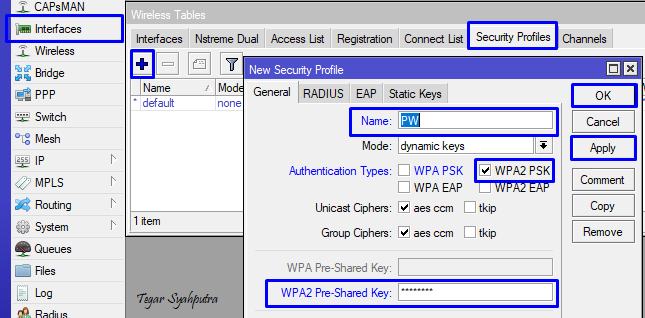 CAPsMAN
Interfaces
Wireless
Bridge
PPP
Switch
Mesh
IP
MPLS
Routing
System
Queues
Files
Log
Radius
Wireless Tables
Interfaces Nstreme Dual Access List Registration Connect List Security Profiles Channels
Name Mode
* default none
1 item
New Security Profile
General RADIUS EAP Static Keys
Name: PW
Mode: dynamic keys
Authentication Types: WPA PSK WPA2 PSK
WPA EAP WPA2 EAP
Unicast Ciphers: aes ccm tkip
Group Ciphers: aes ccm tkip
WPA Pre-Shared Key:
WPA2 Pre-Shared Key: ********
OK
Cancel
Apply
Comment
Copy
Remove
Tegar Syahputra